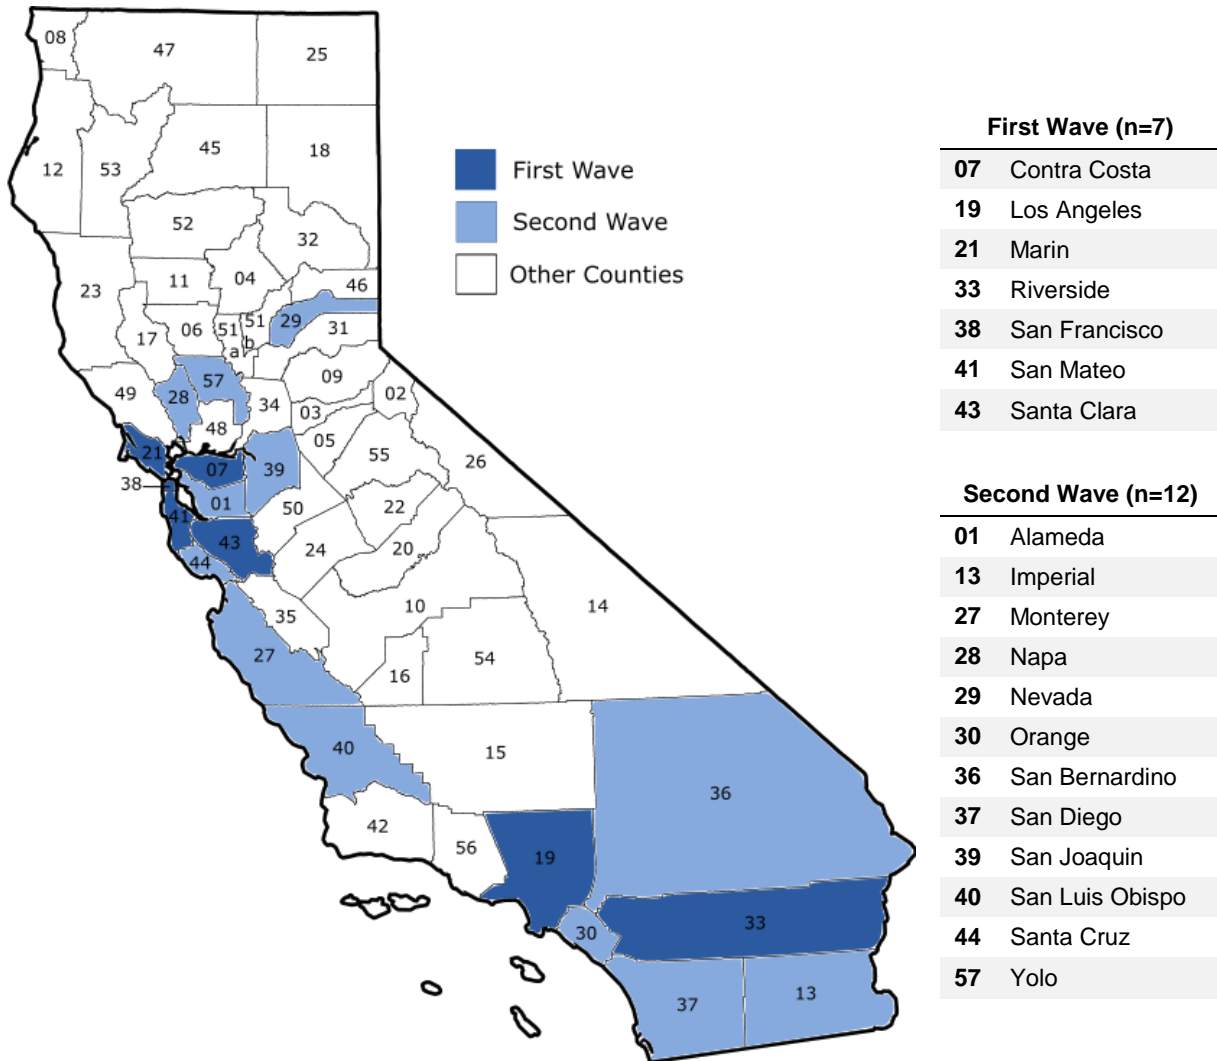 08
47
25
12
53
45
18
52
32
23
11
04
46
17
06
51
a
51
b
29
31
49
28
57
34
09
02
03
48
05
55
26
21
07
39
38
01
50
22
41
43
24
20
44
35
10
14
27
16
54
40
15
36
42
56
19
30
33
37
13
First Wave
Second Wave
Other Counties
First Wave (n=7)
07 Contra Costa
19 Los Angeles
21 Marin
33 Riverside
38 San Francisco
41 San Mateo
43 Santa Clara
Second Wave (n=12)
01 Alameda
13 Imperial
27 Monterey
28 Napa
29 Nevada
30 Orange
36 San Bernardino
37 San Diego
39 San Joaquin
40 San Luis Obispo
44 Santa Cruz
57 Yolo